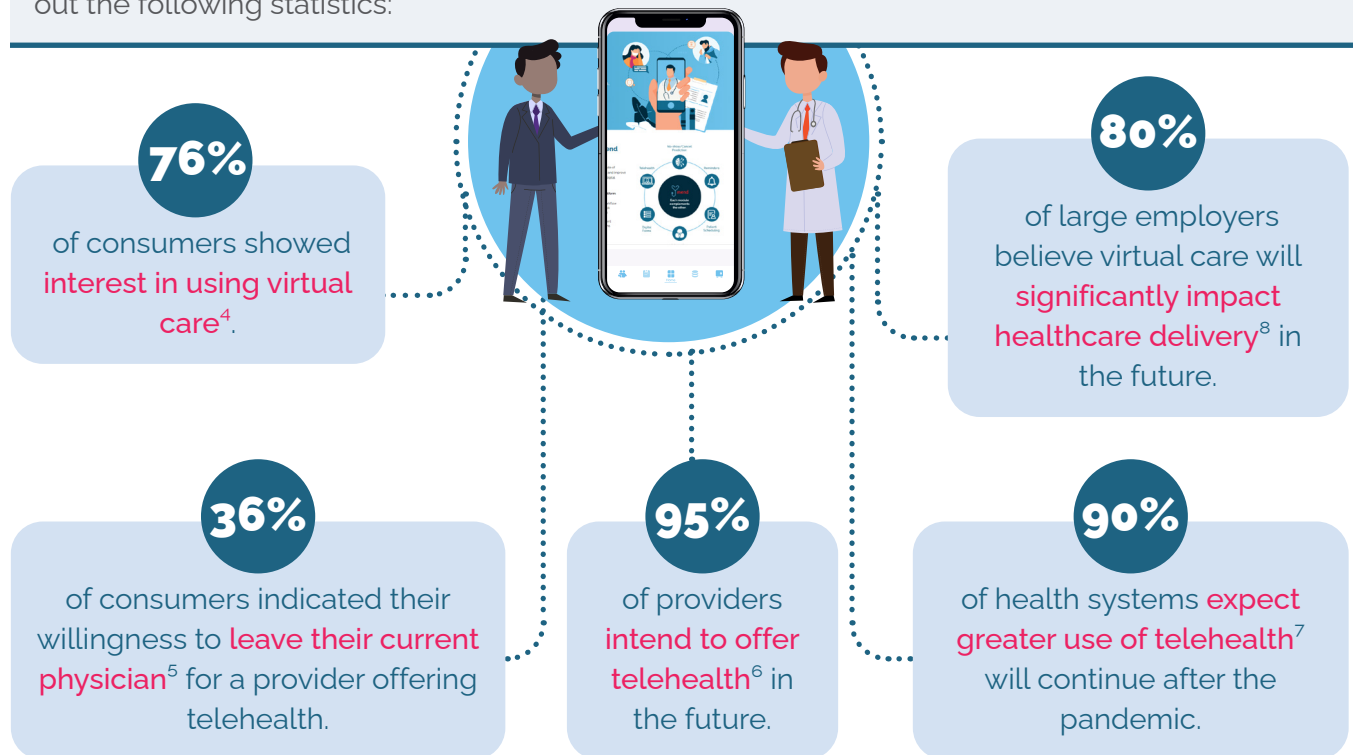 out the following statistics:
76%
of consumers showed
interest in using virtual
care⁴.
80%
of large employers
believe virtual care will
significantly impact
healthcare delivery⁸ in
the future.
36%
of consumers indicated their
willingness to leave their current
physician⁵ for a provider offering
telehealth.
95%
of providers
intend to offer
telehealth⁶ in
the future.
90%
of health systems expect
greater use of telehealth⁷
will continue after the
pandemic.